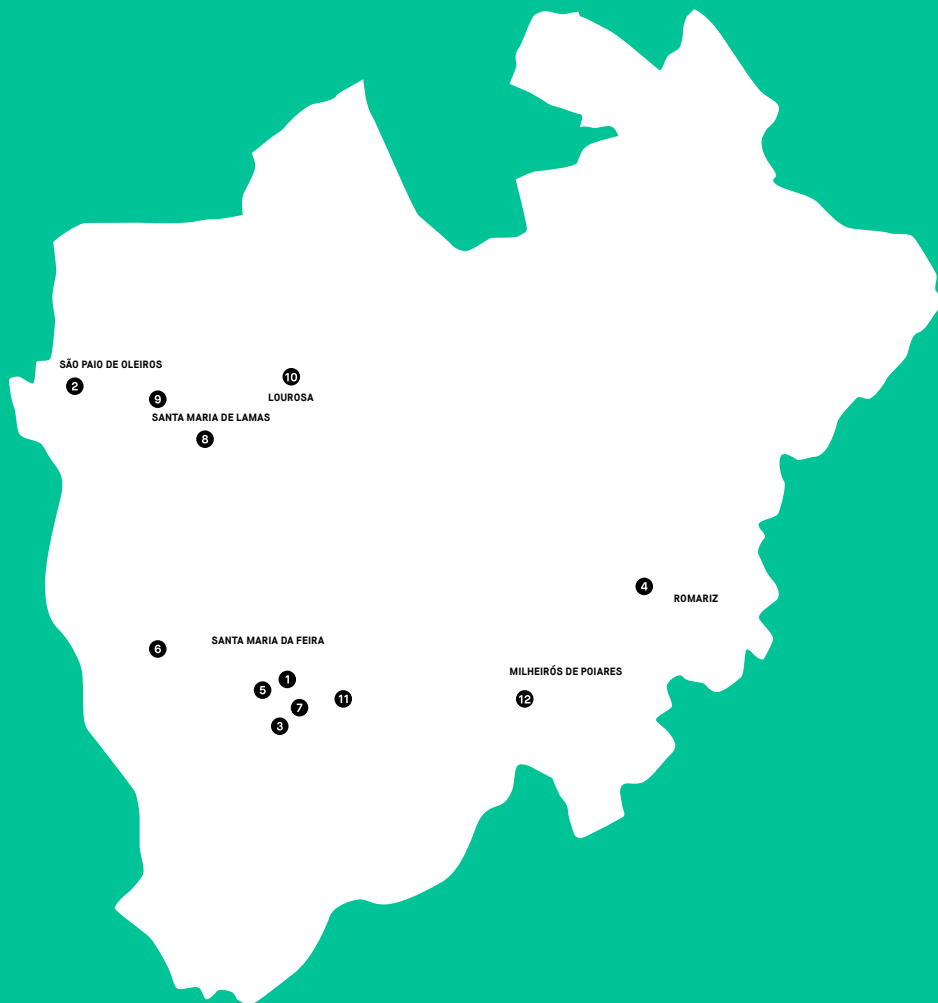 SÃO PAIO DE OLEIROS
2
10
9
LOUROSA
SANTA MARIA DE LAMAS
8
4
ROMARIZ
SANTA MARIA DA FEIRA
6
MILHEIRÓS DE POIARES
1
5
11
12
7
3